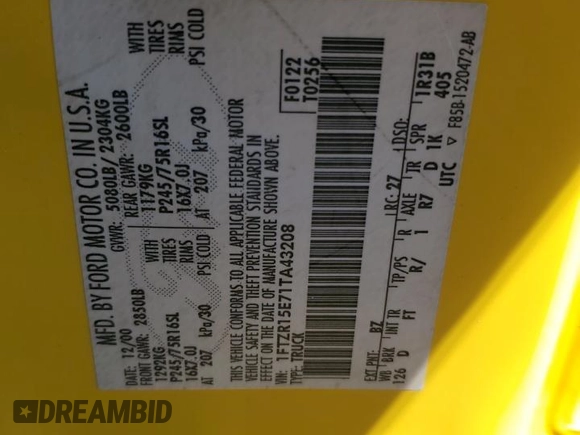 MFD. BY FORD MOTOR CO. IN U.S.A.
DATE: 12/00 GVWR: 5080LB/ 2304KG
FRONT GAWR: 2850LB REAR GAWR: 2600LB
1292KG WITH 1179KG WITH
P245/75R16SL TIRES P245/75R16SL TIRES
16X7.0J RIMS 16X7.0J RIMS
AT 207 kPa/30 PSI COLD AT 207 kPa/30 PSI COLD
THIS VEHICLE CONFORMS TO ALL APPLICABLE FEDERAL MOTOR
VEHICLE SAFETY AND THEFT PREVENTION STANDARDS IN
EFFECT ON THE DATE OF MANUFACTURE SHOWN ABOVE.
VIN: 1FTZR15E71TA43208 F0122
TYPE: TRUCK T0256
EXT PNT: BZ RC: 27 DSO:
WB BRK INT TR TP/PS R AXLE TR SPR 1R31B
126 D FT R/ 1 R7 D 1K 405
UTC F85B-1520472-AB
DREAMBID